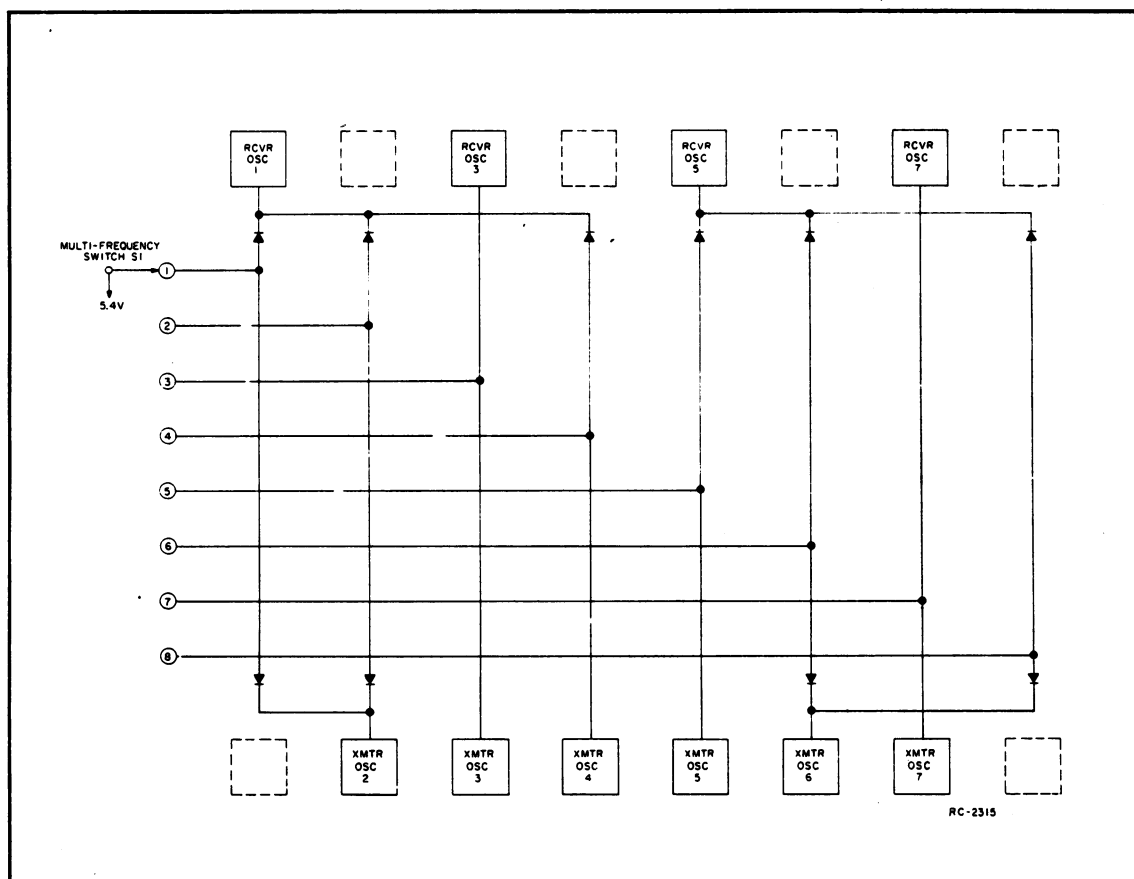 RCVR
OSC
1
RCVR
OSC
3
RCVR
OSC
5
RCVR
OSC
7
MULTI-FREQUENCY
SWITCH S1
1
5.4V
2
3
4
5
6
7
8
XMTR
OSC
2
XMTR
OSC
3
XMTR
OSC
4
XMTR
OSC
5
XMTR
OSC
6
XMTR
OSC
7
RC-2315